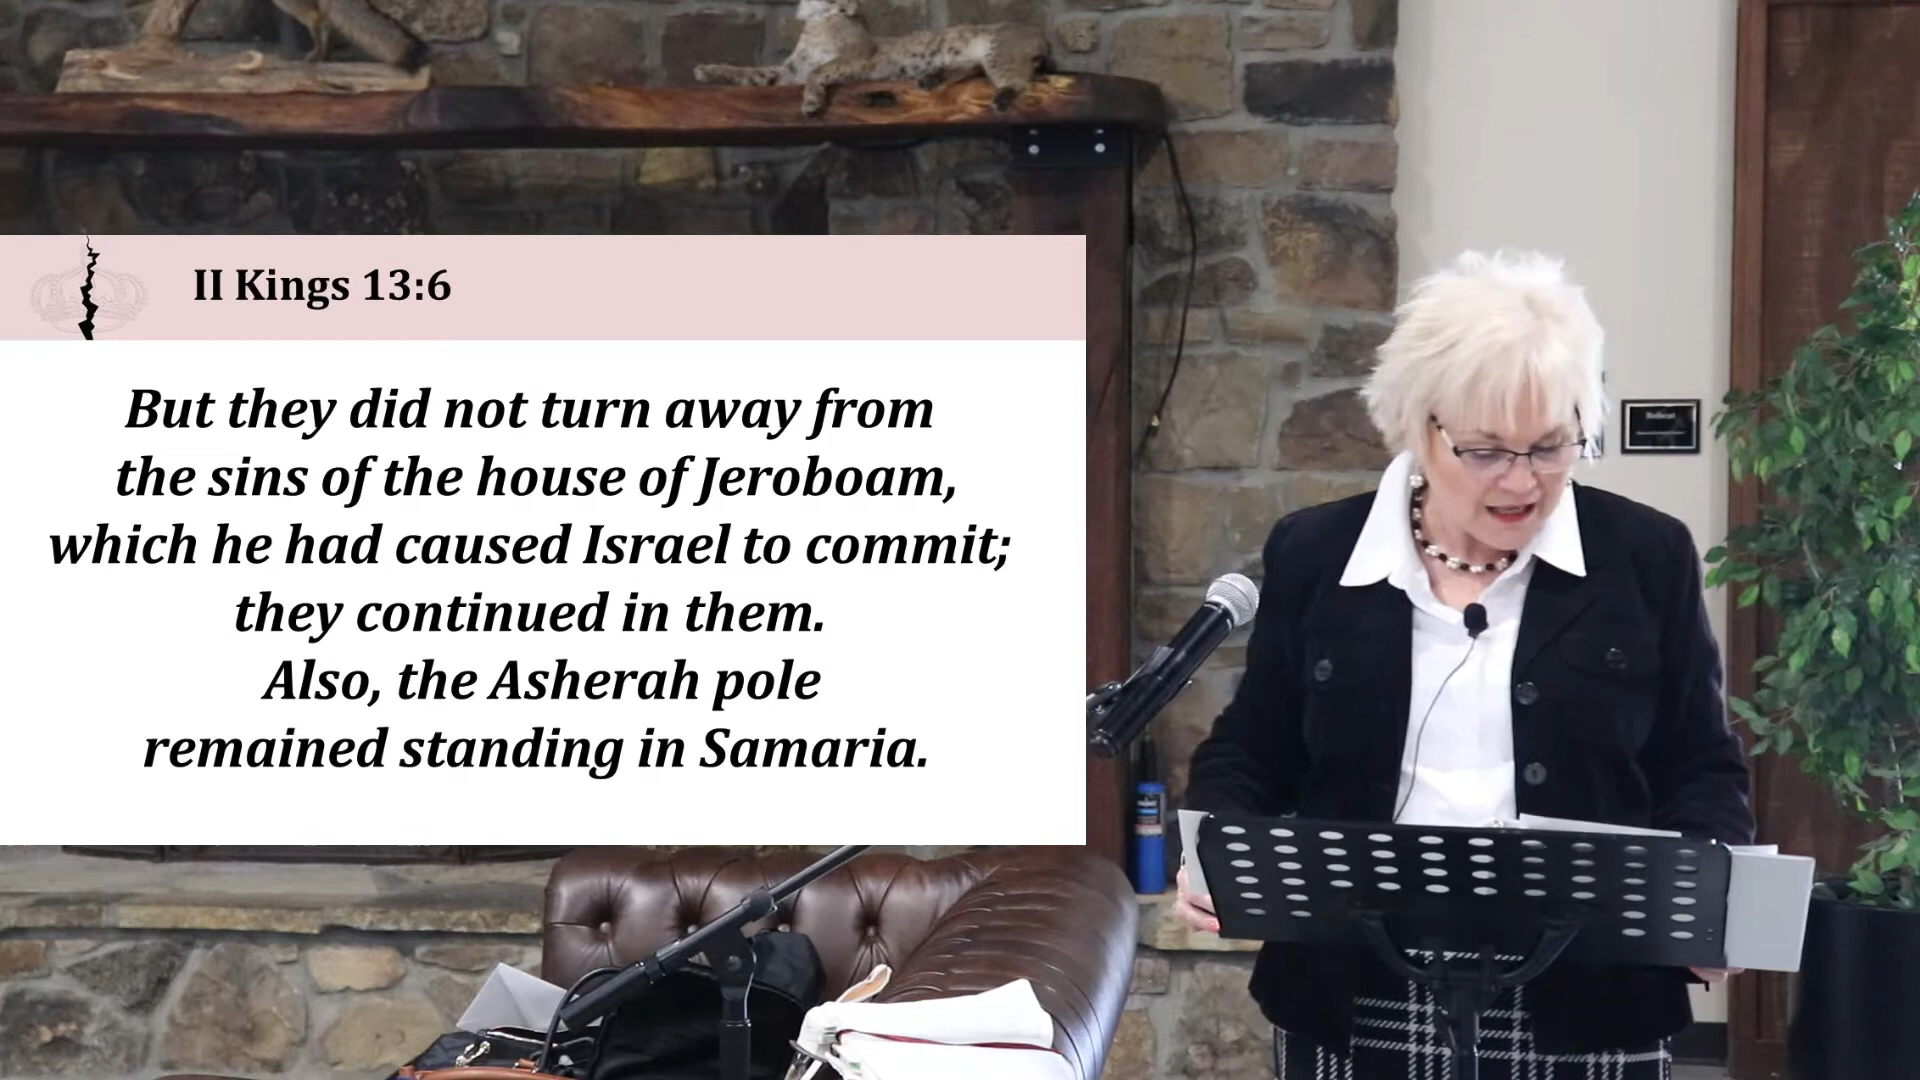 II Kings 13:6
But they did not turn away from
the sins of the house of Jeroboam,
which he had caused Israel to commit;
they continued in them.
Also, the Asherah pole
remained standing in Samaria.
Bobcat